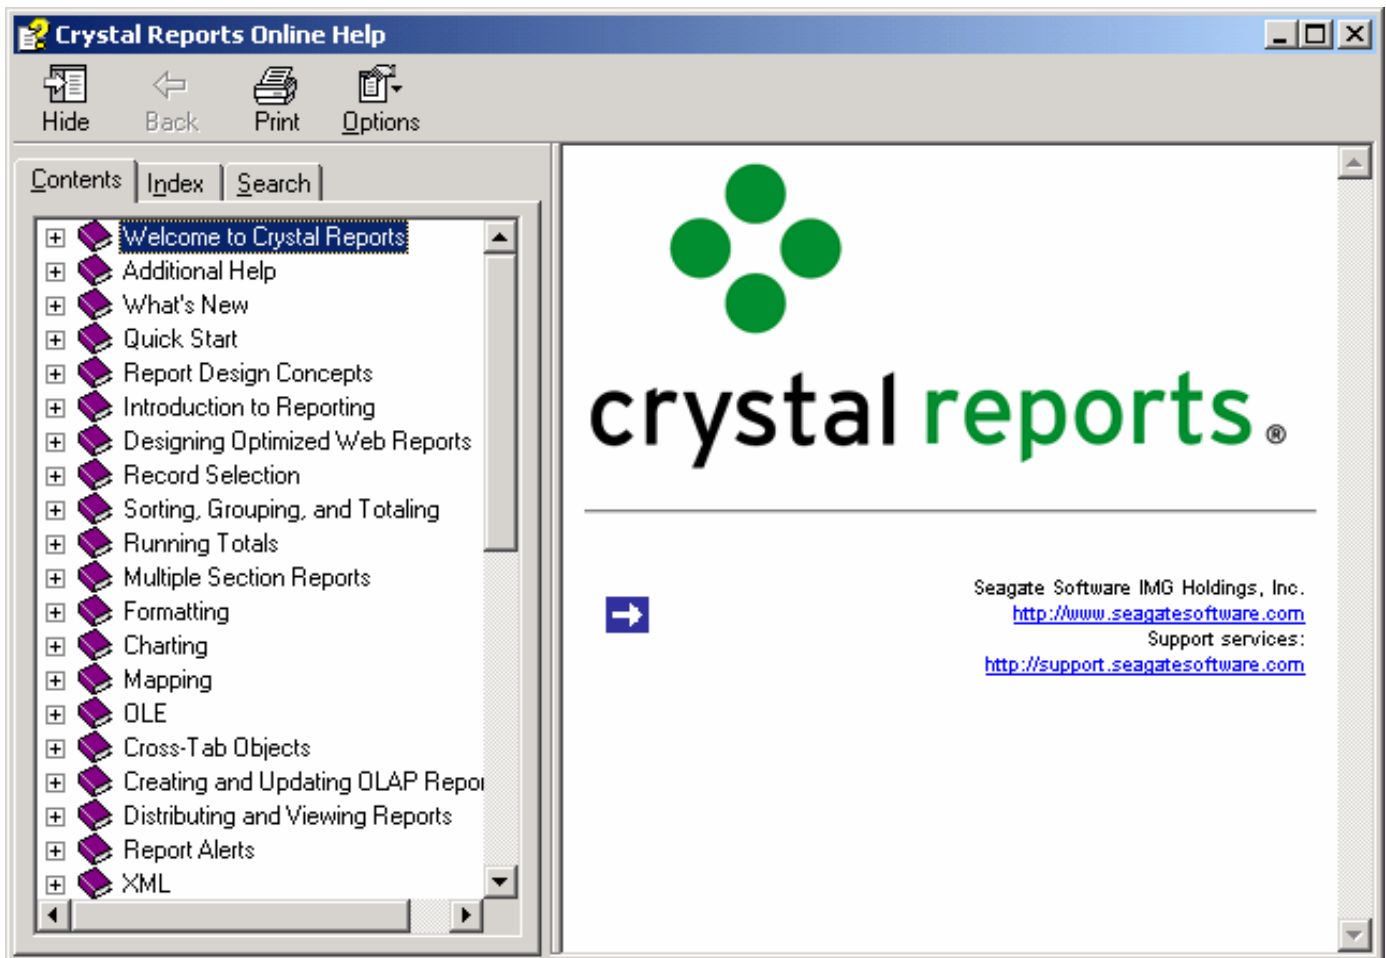 Crystal Reports Online Help
Hide Back Print Options
Contents Index Search
Welcome to Crystal Reports
Additional Help
What's New
Quick Start
Report Design Concepts
Introduction to Reporting
Designing Optimized Web Reports
Record Selection
Sorting, Grouping, and Totaling
Running Totals
Multiple Section Reports
Formatting
Charting
Mapping
OLE
Cross-Tab Objects
Creating and Updating OLAP Repor
Distributing and Viewing Reports
Report Alerts
XML
crystal reports®
Seagate Software IMG Holdings, Inc.
http://www.seagatesoftware.com
Support services:
http://support.seagatesoftware.com